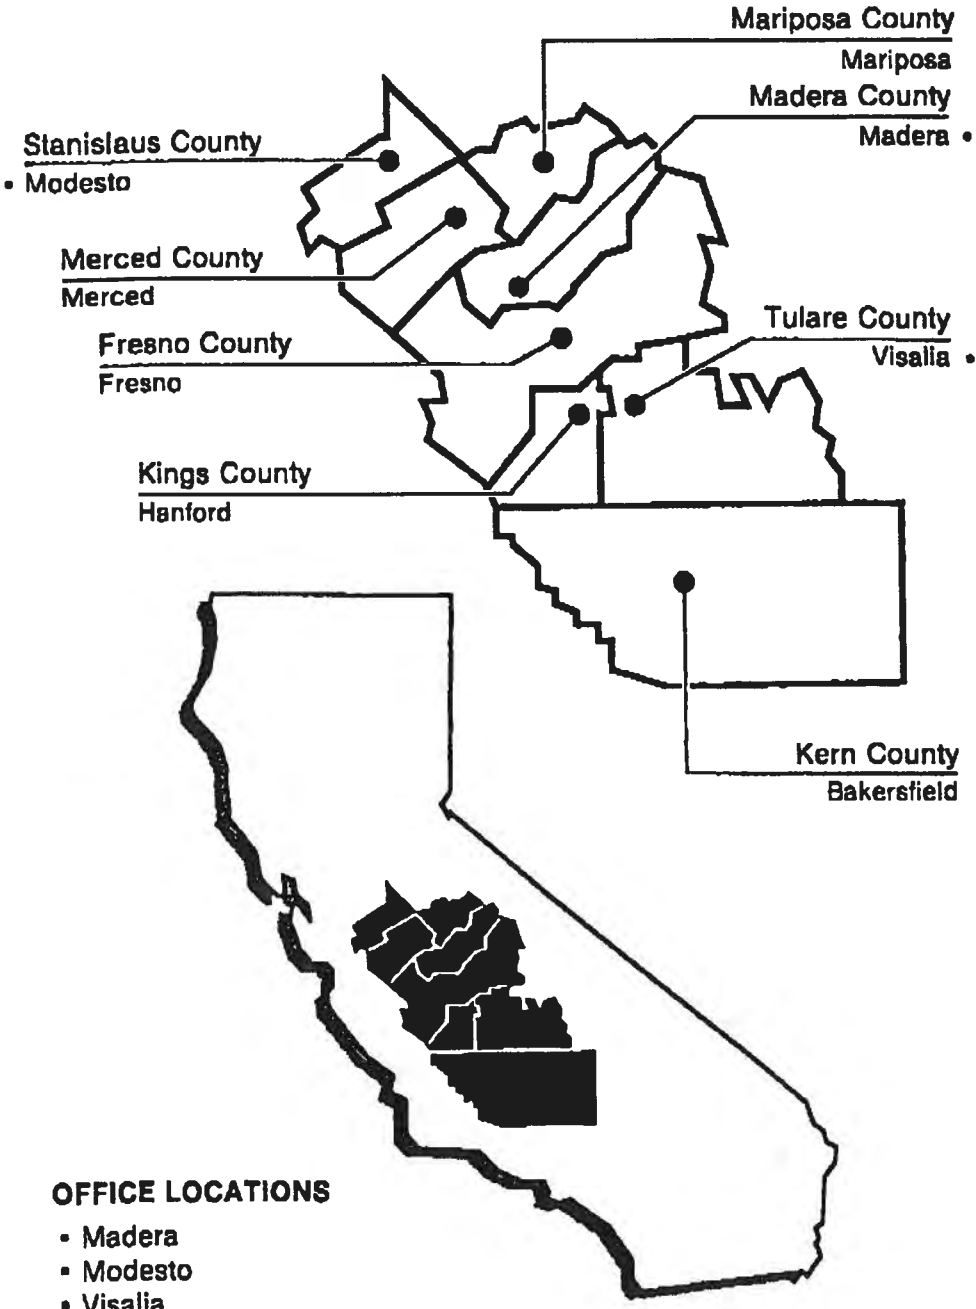 Mariposa County
Mariposa
Madera County
Madera •
Stanislaus County
• Modesto
Merced County
Merced
Tulare County
Visalia •
Fresno County
Fresno
Kings County
Hanford
Kern County
Bakersfield
OFFICE LOCATIONS
• Madera
• Modesto
• Visalia